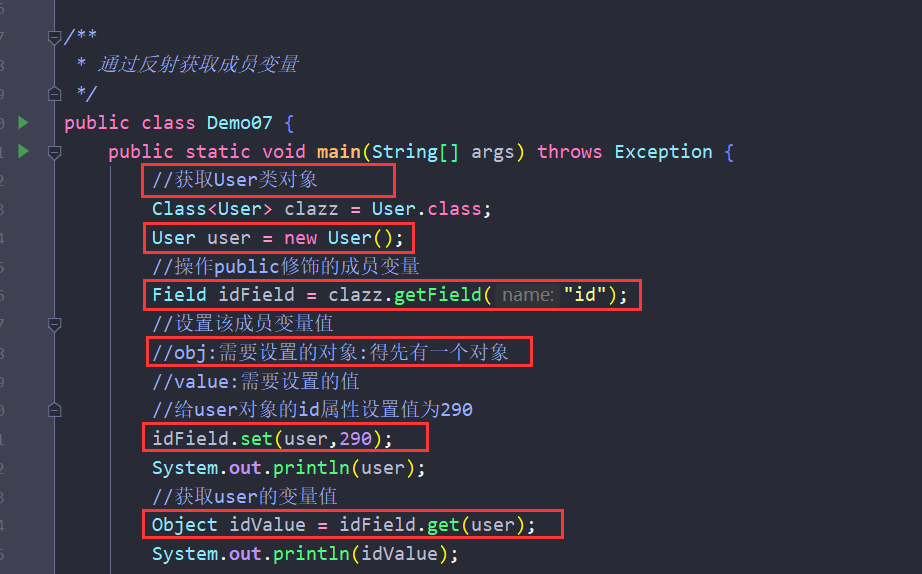 /**
* 通过反射获取成员变量
*/
public class Demo07 {
public static void main(String[] args) throws Exception {
//获取User类对象
Class<User> clazz = User.class;
User user = new User();
//操作public修饰的成员变量
Field idField = clazz.getField( name: "id");
//设置该成员变量值
//obj:需要设置的对象:得先有一个对象
//value:需要设置的值
//给user对象的id属性设置值为290
idField.set(user,290);
System.out.println(user);
//获取user的变量值
Object idValue = idField.get(user);
System.out.println(idValue);